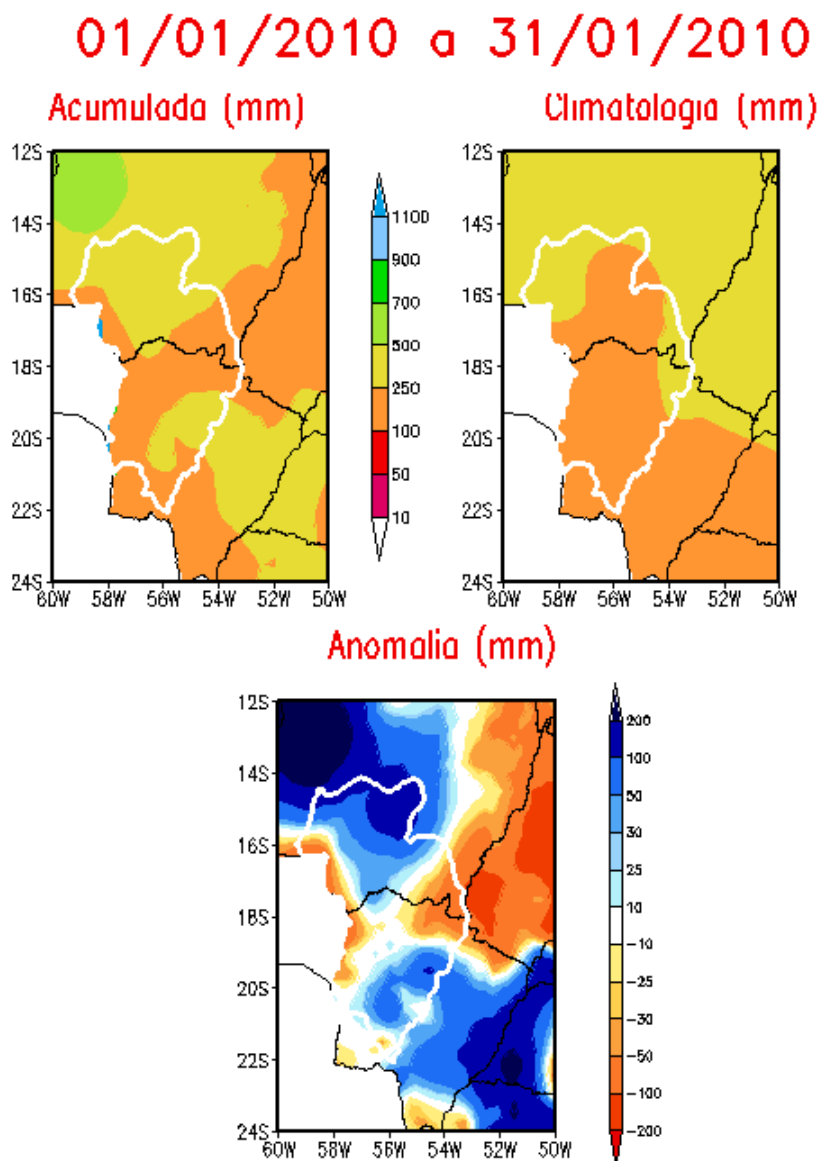 01/01/2010 a 31/01/2010
Acumulada (mm)
Climatologia (mm)
12S
14S
16S
18S
20S
22S
24S
60W 58W 56W 54W 52W 50W
1100
900
700
500
250
100
50
10
12S
14S
16S
18S
20S
22S
24S
60W 58W 56W 54W 52W 50W
Anomalia (mm)
12S
14S
16S
18S
20S
22S
24S
60W 58W 56W 54W 52W 50W
200
100
50
30
25
10
-10
-25
-30
-50
-100
-200